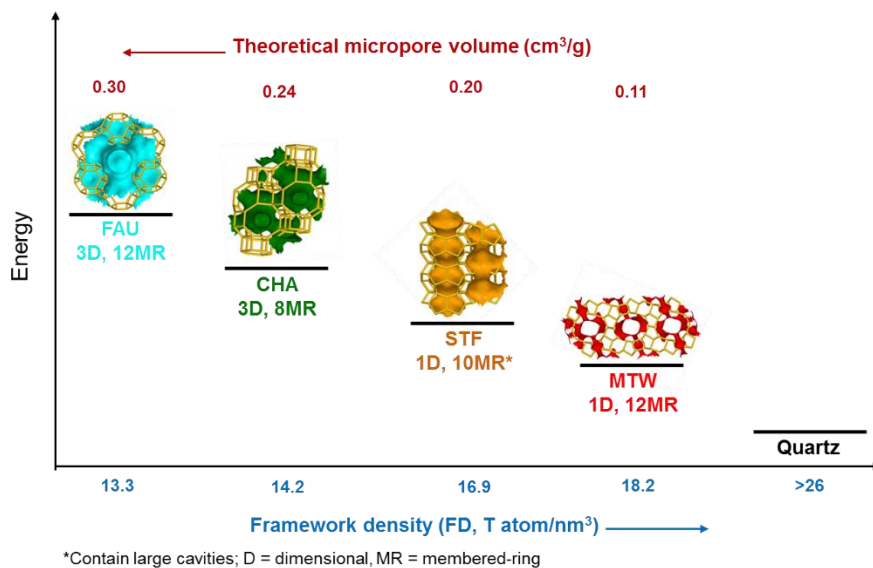 Theoretical micropore volume (cm³/g)
0.30
0.24
0.20
0.11
Energy
FAU
3D, 12MR
CHA
3D, 8MR
STF
1D, 10MR*
MTW
1D, 12MR
Quartz
13.3
14.2
16.9
18.2
>26
Framework density (FD, T atom/nm³)
*Contain large cavities; D = dimensional, MR = membered-ring